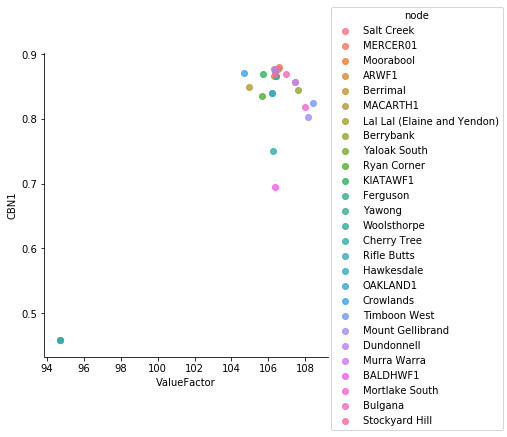 node
Salt Creek
MERCER01
Moorabool
ARWF1
Berrimal
MACARTH1
Lal Lal (Elaine and Yendon)
Berrybank
Yaloak South
Ryan Corner
KIATAWF1
Ferguson
Yawong
Woolsthorpe
Cherry Tree
Rifle Butts
Hawkesdale
OAKLAND1
Crowlands
Timboon West
Mount Gellibrand
Dundonnell
Murra Warra
BALDHWF1
Mortlake South
Bulgana
Stockyard Hill
CBN1
0.9
0.8
0.7
0.6
0.5
94 96 98 100 102 104 106 108
ValueFactor